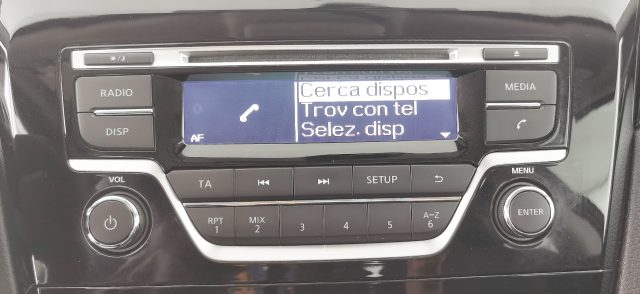 RADIO
DISP
Cerca dispos
Trov con tel
Selez. disp
AF
MEDIA
VOL
TA
SETUP
MENU
RPT
1
MIX
2
3
4
5
A-Z
6
ENTER